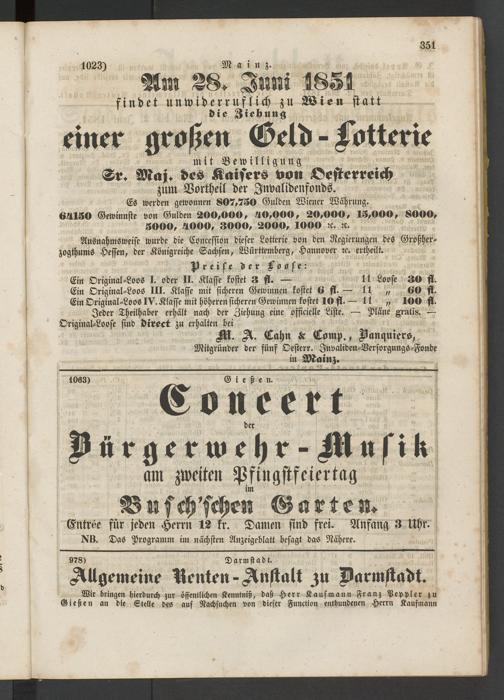 351
1023) Mainz.
Am 28. Juni 1851
findet unwiderruflich zu Wien statt
die Ziehung
einer großen Geld-Lotterie
mit Bewilligung
Sr. Maj. des Kaisers von Oesterreich
zum Vortheil der Invalidenfonds.
Es werden gewonnen 807,750 Gulden Wiener Währung.
64150 Gewinnste von Gulden 200,000, 40,000, 20,000, 15,000, 8000,
5000, 4000, 3000, 2000, 1000 ꝛc. ꝛc.
Ausnahmsweise wurde die Concession dieser Lotterie von den Regierungen des Großher-
zogthums Hessen, der Königreiche Sachsen, Würtemberg, Hannover ꝛc. ertheilt.
Preise der Loose:
Ein Original-Loos I. oder II. Klasse kostet 3 fl. — 11 Loose 30 fl.
Ein Original-Loos III. Klasse mit sicheren Gewinnen kostet 6 fl. — 11 „ 60 fl.
Ein Original-Loos IV. Klasse mit höheren sicheren Gewinnen kostet 10 fl. — 11 „ 100 fl.
Jeder Theilhaber erhält nach der Ziehung eine officielle Liste. — Pläne gratis. —
Original-Loose sind direct zu erhalten bei
M. A. Cahn & Comp., Banquiers,
Mitgründer der fünf Oesterr. Invaliden-Versorgungs-Fonde
in Mainz.
1063) Gießen.
Concert
der
Bürgerwehr-Musik
am zweiten Pfingstfeiertag
im
Busch'schen Garten.
Entrée für jeden Herrn 12 kr. Damen sind frei. Anfang 3 Uhr.
NB. Das Programm im nächsten Anzeigeblatt besagt das Nähere.
978) Darmstadt.
Allgemeine Renten-Anstalt zu Darmstadt.
Wir bringen hierdurch zur öffentlichen Kenntniß, daß Herr Kaufmann Franz Peppler zu
Gießen an die Stelle des auf Nachsuchen von dieser Function entbundenen Herrn Kaufmann